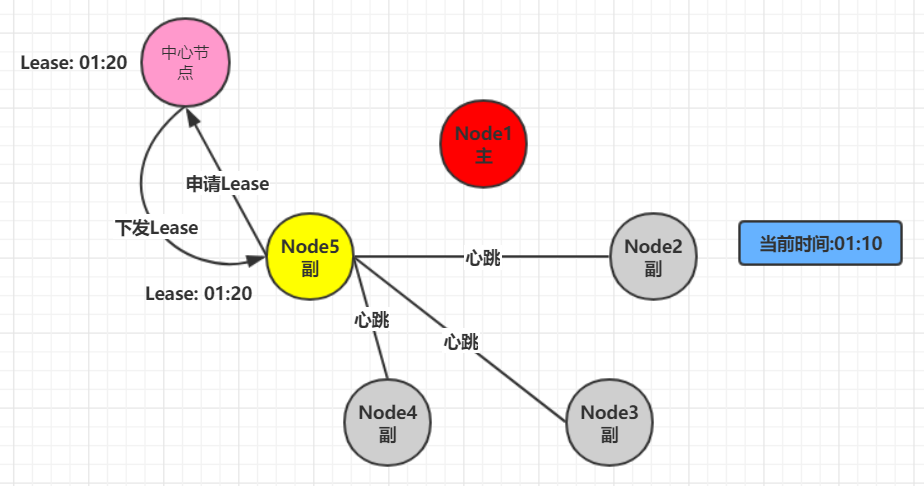 中心节
点
Lease: 01:20
Node1
主
申请Lease
下发Lease
Node5
副
心跳
Node2
副
当前时间:01:10
Lease: 01:20
心跳
心跳
Node4
副
Node3
副